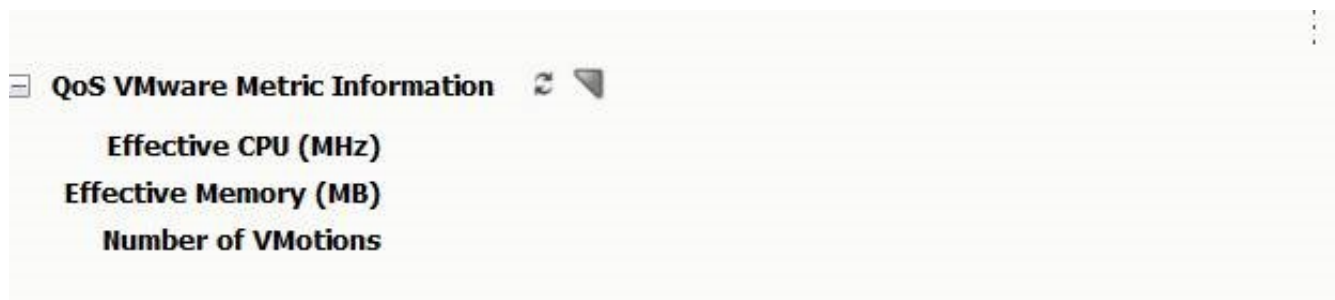 QoS VMware Metric Information
Effective CPU (MHz)
Effective Memory (MB)
Number of VMotions